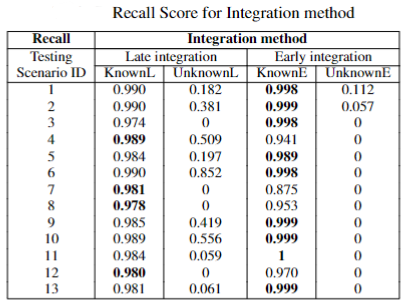 Recall Score for Integration method
Recall Integration method
Testing Late integration Early integration
Scenario ID KnownL UnknownL KnownE UnknownE
1 0.990 0.182 0.998 0.112
2 0.990 0.381 0.999 0.057
3 0.974 0 0.998 0
4 0.989 0.509 0.941 0
5 0.984 0.197 0.989 0
6 0.990 0.852 0.998 0
7 0.981 0 0.875 0
8 0.978 0 0.953 0
9 0.985 0.419 0.999 0
10 0.989 0.556 0.999 0
11 0.984 0.059 1 0
12 0.980 0 0.970 0
13 0.981 0.061 0.999 0